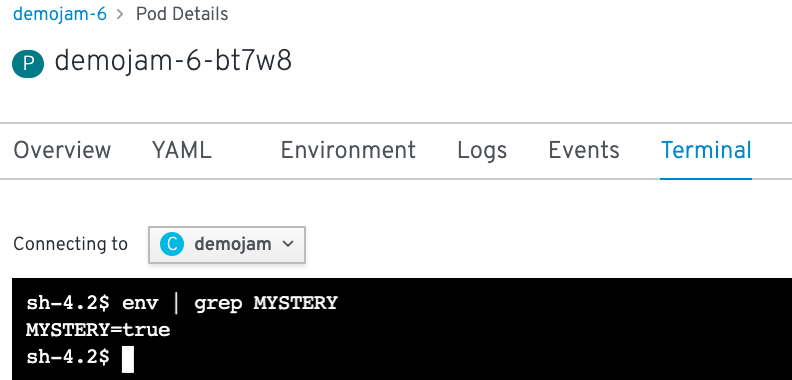 demojam-6 > Pod Details
P demojam-6-bt7w8
Overview YAML Environment Logs Events Terminal
Connecting to C demojam
sh-4.2$ env | grep MYSTERY
MYSTERY=true
sh-4.2$